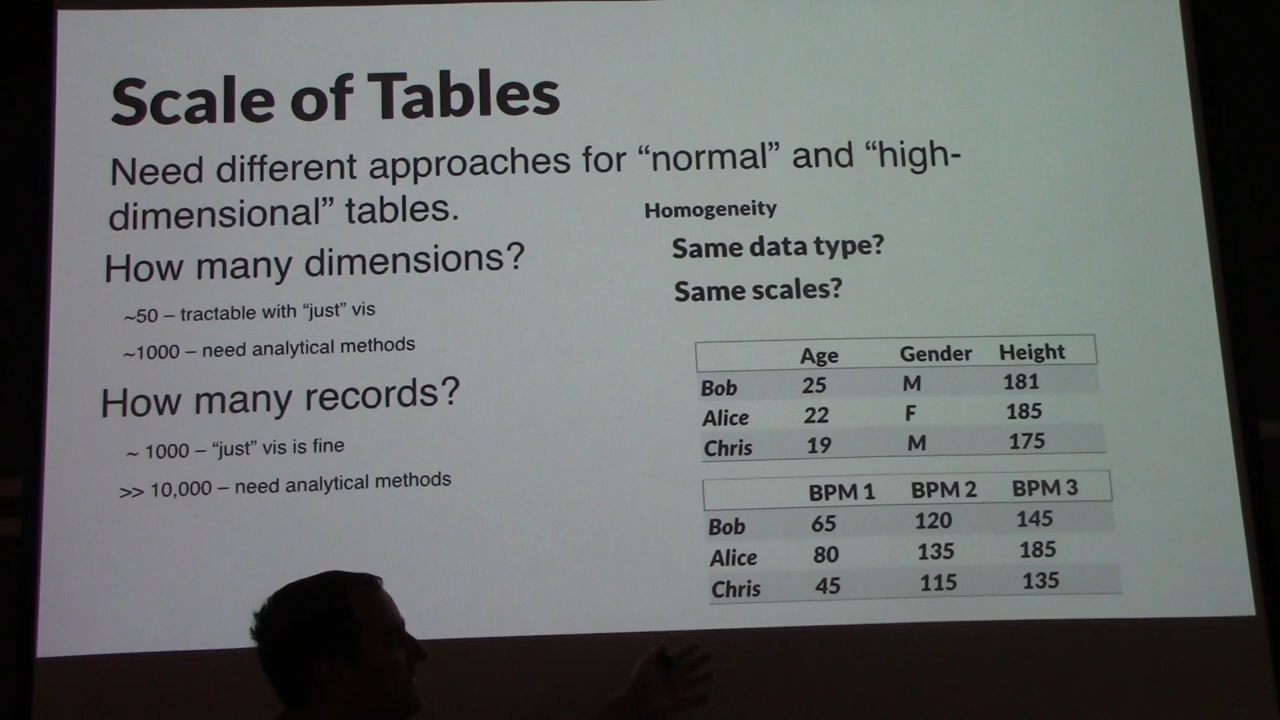 Scale of Tables
Need different approaches for “normal” and “high-
dimensional” tables.
How many dimensions?
~50 – tractable with “just” vis
~1000 – need analytical methods
How many records?
~ 1000 – “just” vis is fine
>> 10,000 – need analytical methods
Homogeneity
Same data type?
Same scales?
Age Gender Height
Bob 25 M 181
Alice 22 F 185
Chris 19 M 175
BPM 1 BPM 2 BPM 3
Bob 65 120 145
Alice 80 135 185
Chris 45 115 135